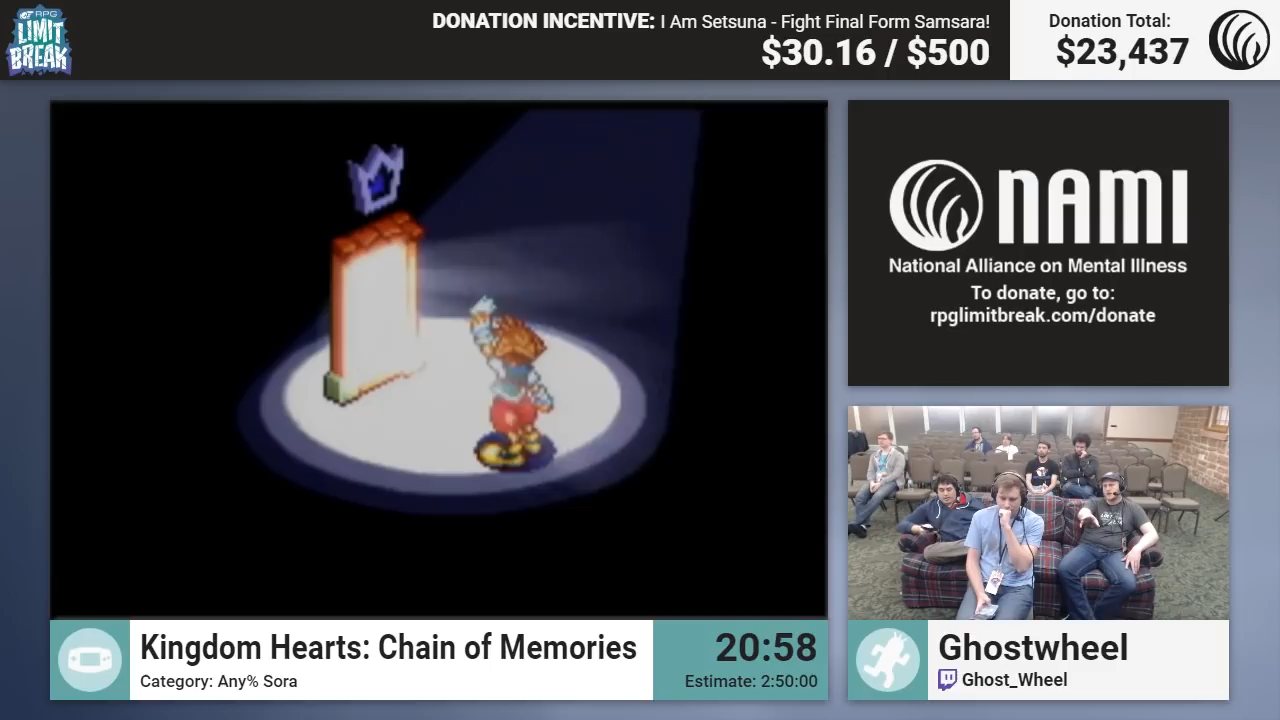 RPG
LIMIT
BREAK
DONATION INCENTIVE: I Am Setsuna - Fight Final Form Samsara!
$30.16 / $500
Donation Total:
$23,437
NAMI
National Alliance on Mental Illness
To donate, go to:
rpglimitbreak.com/donate
Kingdom Hearts: Chain of Memories
Category: Any% Sora
20:58
Estimate: 2:50:00
Ghostwheel
Ghost_Wheel